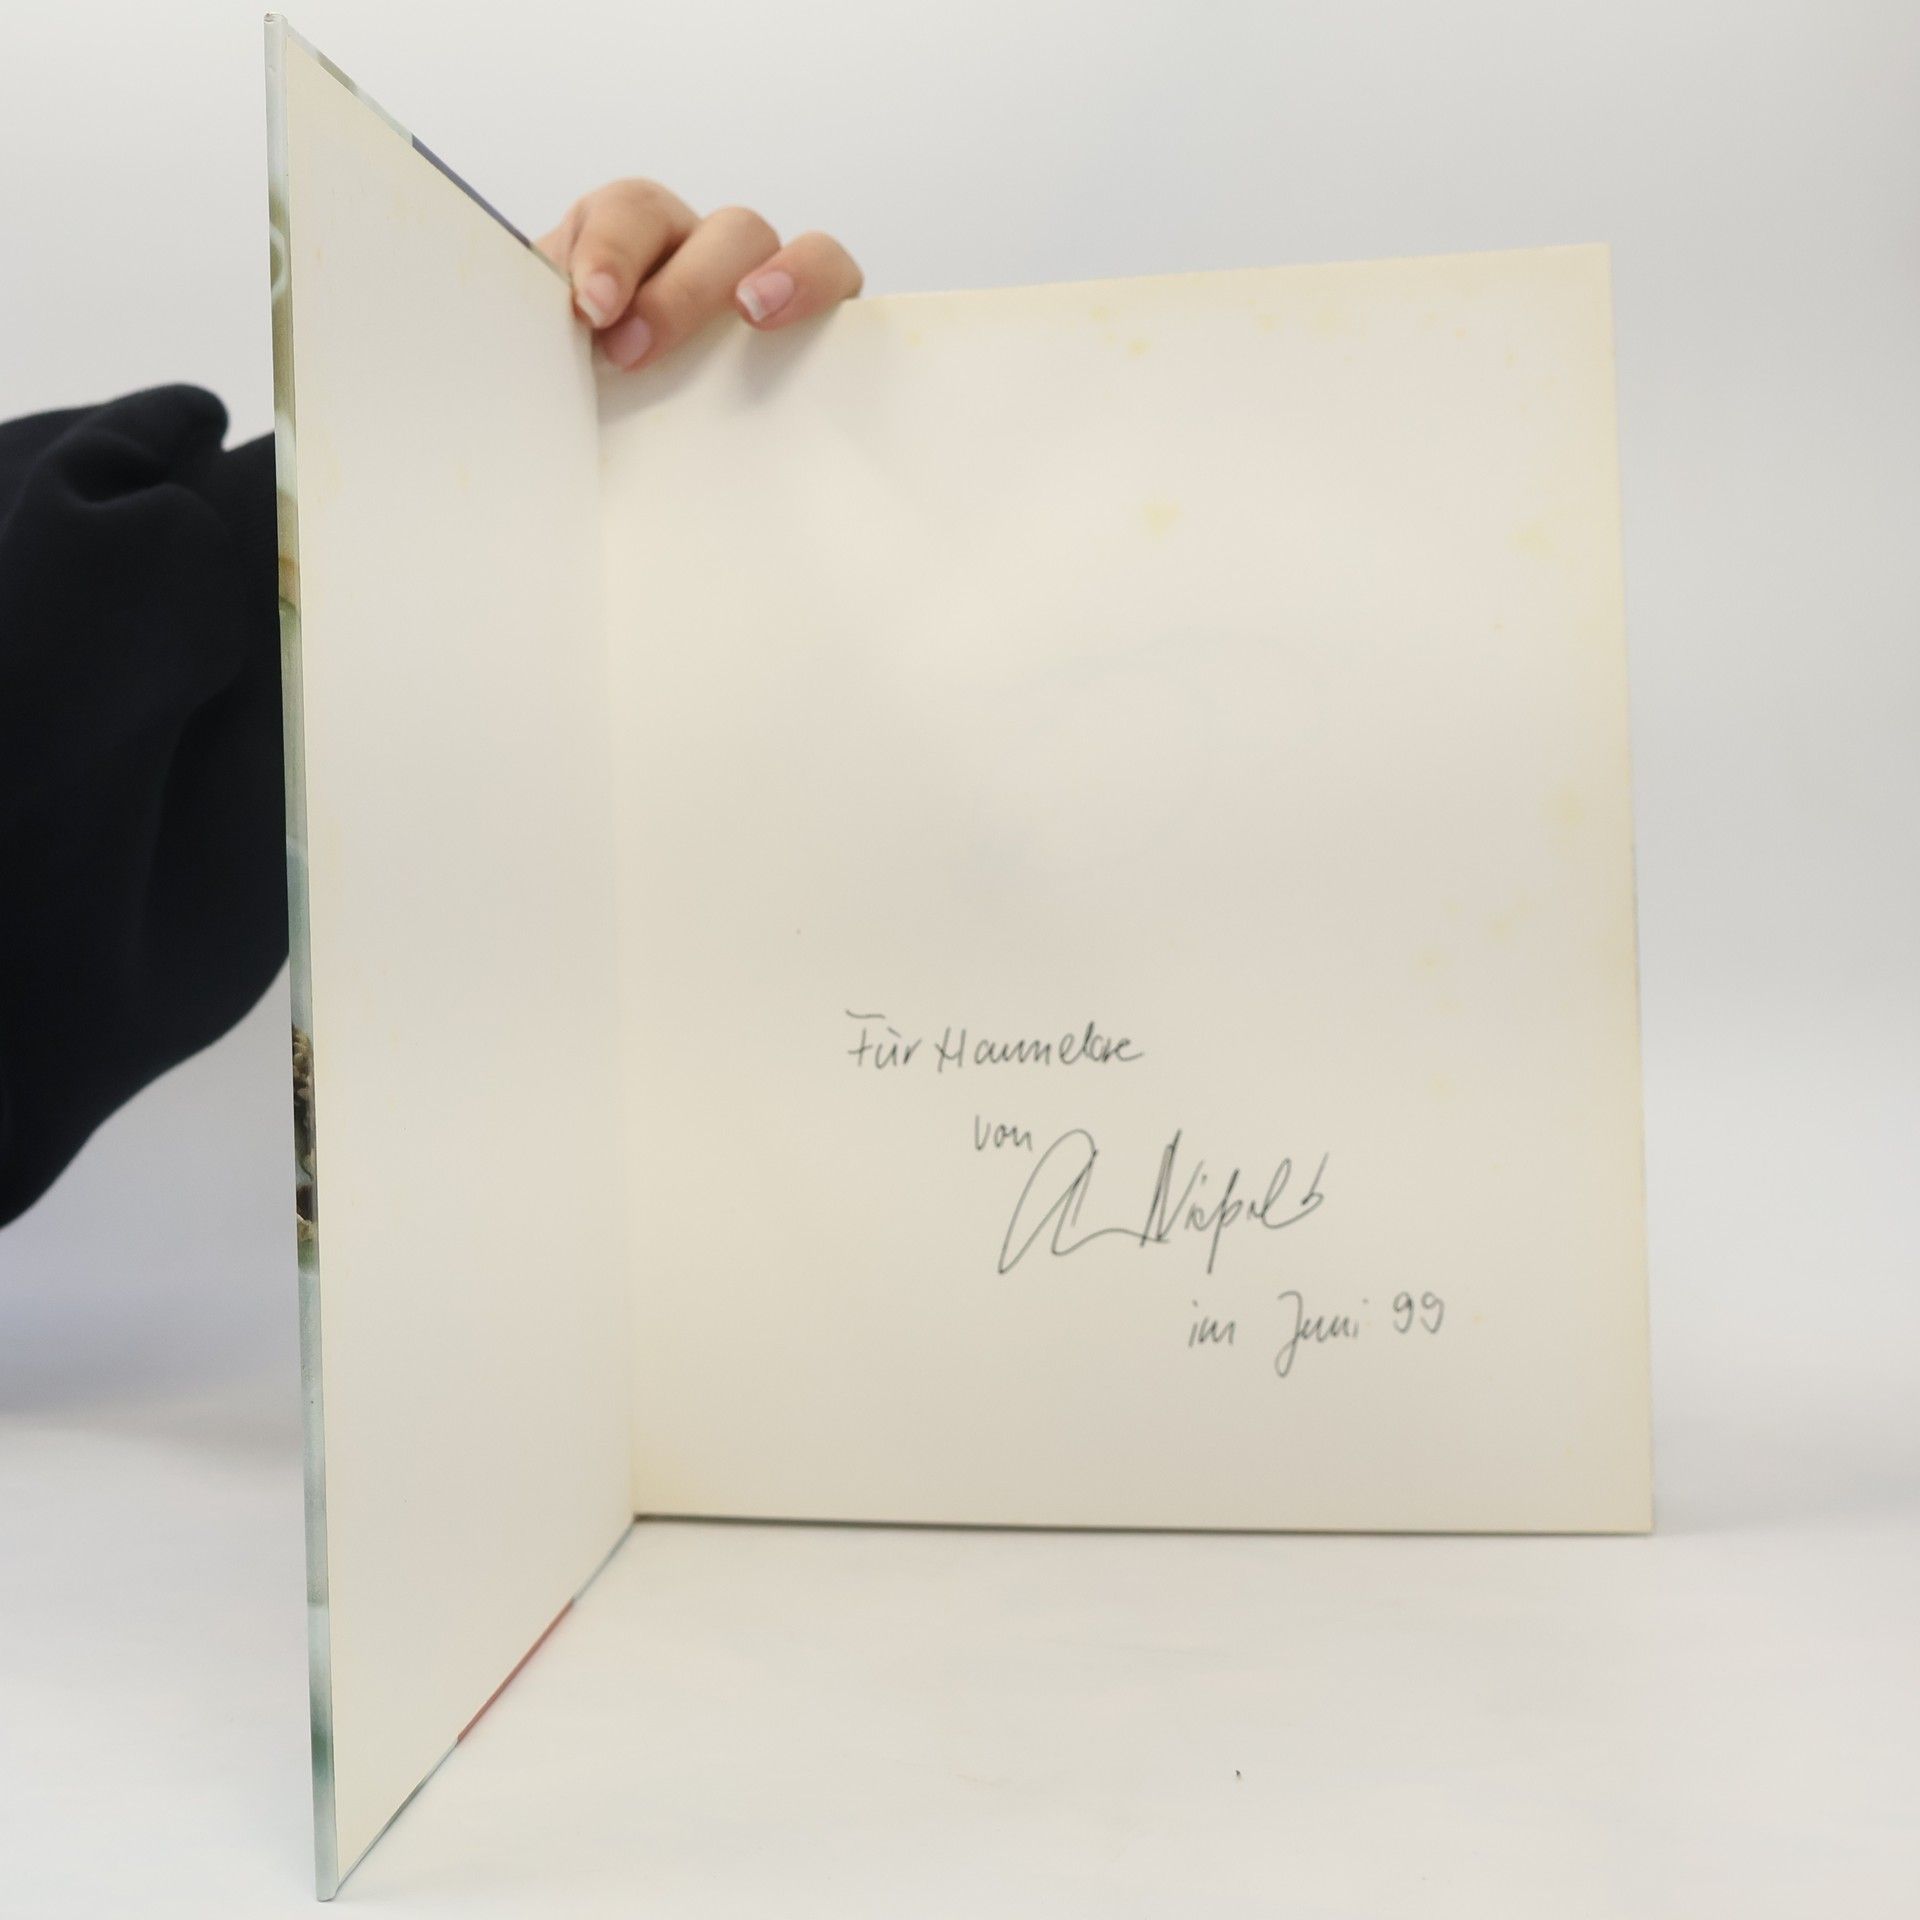 Für Hannelore
von
im Juni 99